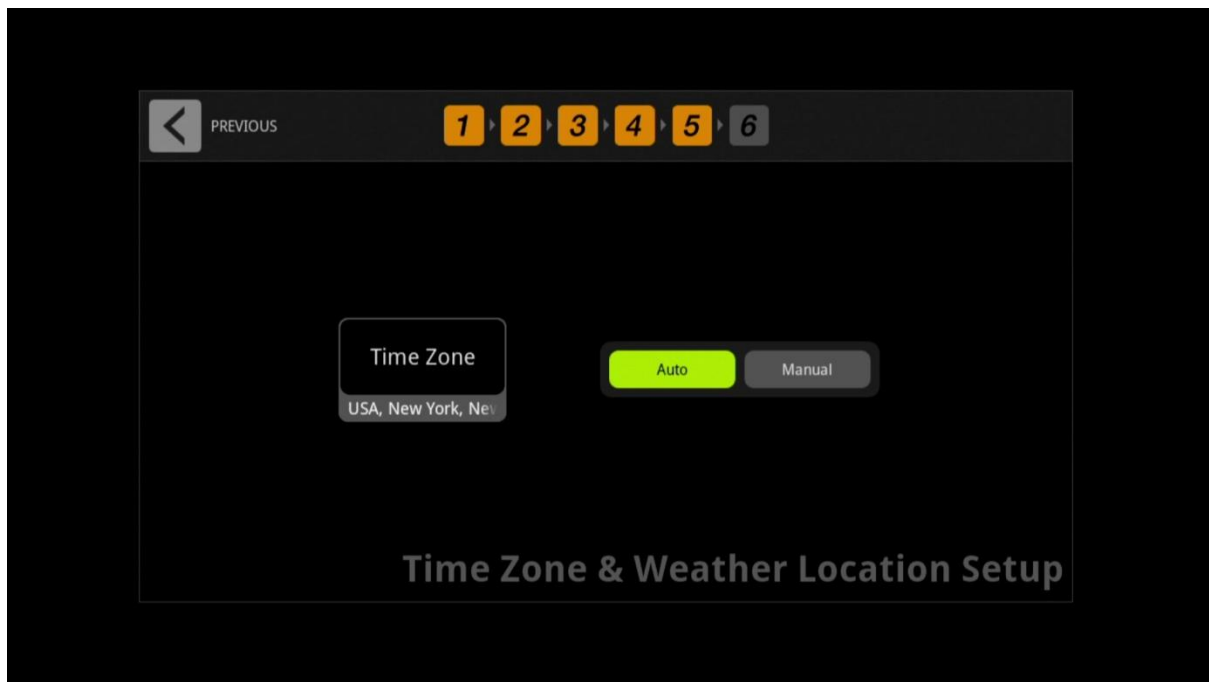 PREVIOUS
1 2 3 4 5 6
Time Zone
USA, New York, New
Auto
Manual
Time Zone & Weather Location Setup